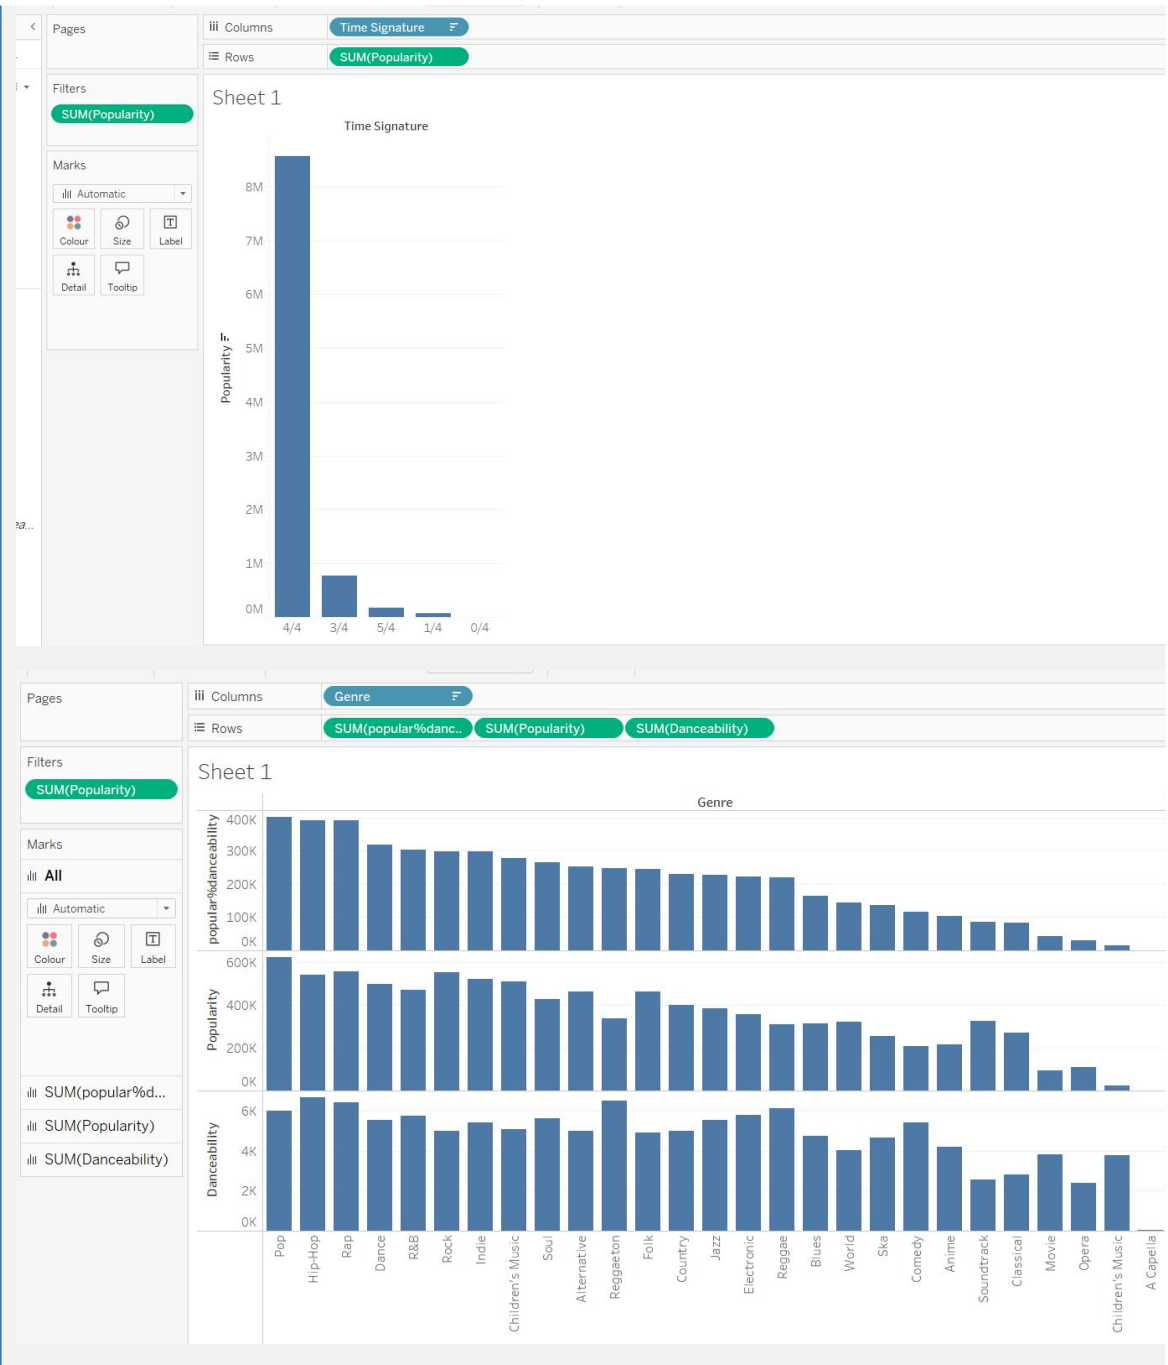 Pages
Columns
Time Signature
Rows
SUM(Popularity)
Filters
SUM(Popularity)
Marks
Automatic
Colour
Size
Label
Detail
Tooltip
Sheet 1
Time Signature
Popularity
8M
7M
6M
5M
4M
3M
2M
1M
0M
4/4
3/4
5/4
1/4
0/4
Pages
Columns
Genre
Rows
SUM(popular%danc..
SUM(Popularity)
SUM(Danceability)
Filters
SUM(Popularity)
Marks
All
Automatic
Colour
Size
Label
Detail
Tooltip
SUM(popular%d...
SUM(Popularity)
SUM(Danceability)
Sheet 1
Genre
popular%danceability
400K
300K
200K
100K
0K
Popularity
600K
400K
200K
0K
Danceability
6K
4K
2K
0K
Pop
Hip-Hop
Rap
Dance
R&B
Rock
Indie
Children's Music
Soul
Alternative
Reggaeton
Folk
Country
Jazz
Electronic
Reggae
Blues
World
Ska
Comedy
Anime
Soundtrack
Classical
Movie
Opera
Children's Music
A Capella